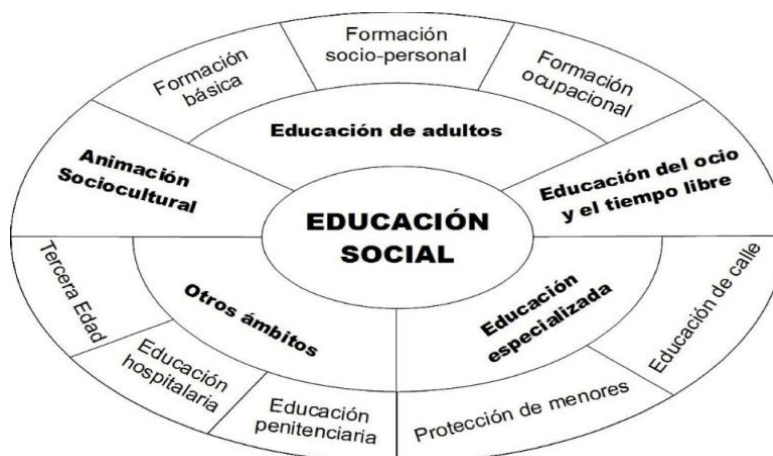 Formación
socio-personal
Formación
básica
Formación
ocupacional
Educación de adultos
Animación
Sociocultural
Educación del ocio
y el tiempo libre
EDUCACIÓN
SOCIAL
Tercera Edad
Otros ámbitos
Educación
especializada
Educación de calle
Educación
hospitalaria
Educación
penitenciaria
Protección de menores